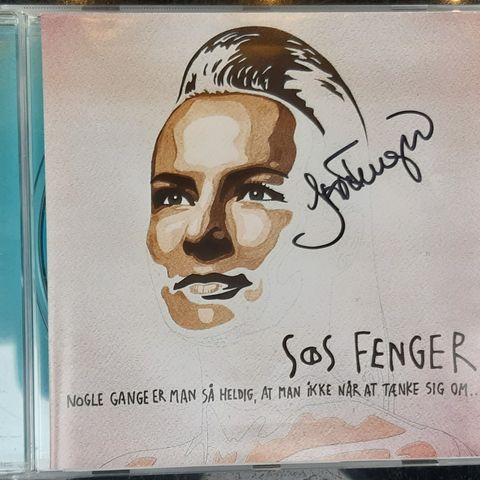 SØS FENGER
NOGLE GANGE ER MAN SÅ HELDIG, AT MAN IKKE NÅR AT TÆNKE SIG OM..